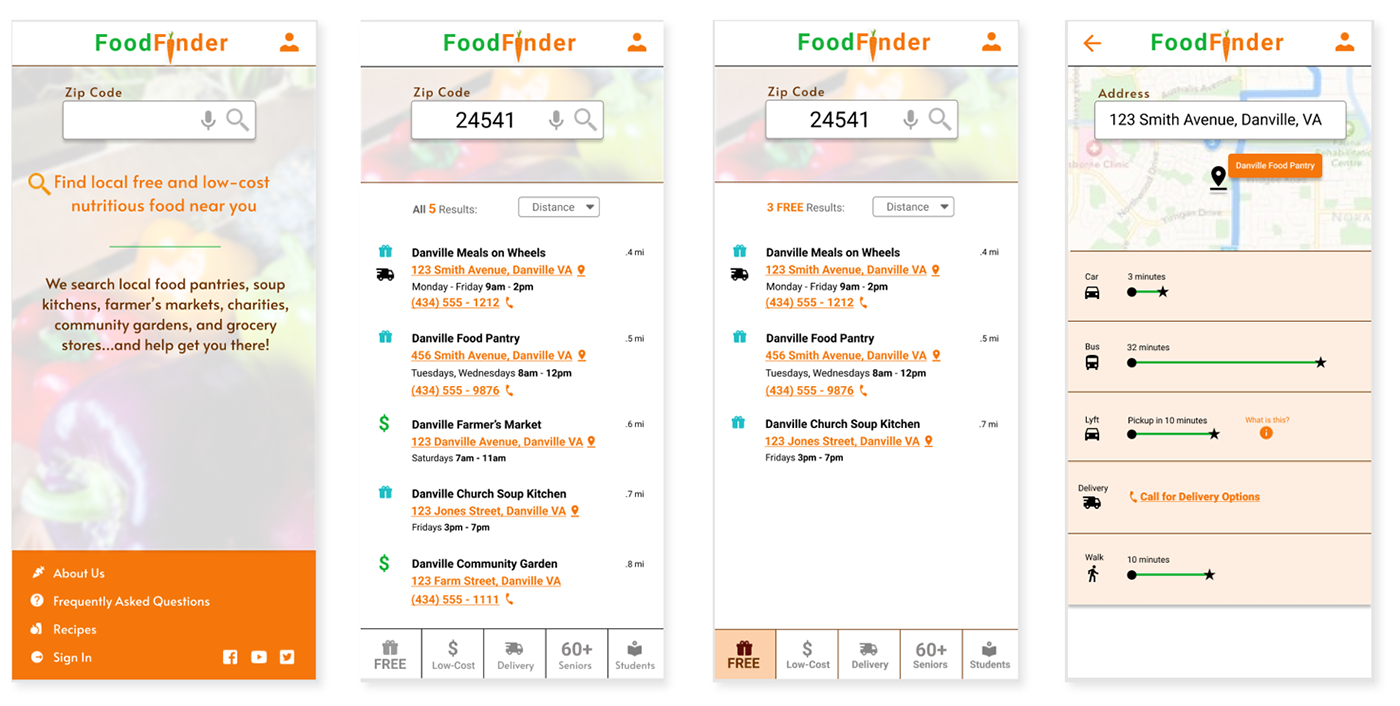 FoodFinder
Zip Code
Find local free and low-cost
nutritious food near you
We search local food pantries, soup
kitchens, farmer's markets, charities,
community gardens, and grocery
stores...and help get you there!
About Us
Frequently Asked Questions
Recipes
Sign In
FoodFinder
Zip Code
24541
All 5 Results:
Distance
Danville Meals on Wheels
.4 mi
123 Smith Avenue, Danville VA
Monday - Friday 9am - 2pm
(434) 555 - 1212
Danville Food Pantry
.5 mi
456 Smith Avenue, Danville VA
Tuesdays, Wednesdays 8am - 12pm
(434) 555 - 9876
$
Danville Farmer's Market
.6 mi
123 Danville Avenue, Danville VA
Saturdays 7am - 11am
Danville Church Soup Kitchen
.7 mi
123 Jones Street, Danville VA
Fridays 3pm - 7pm
$
Danville Community Garden
.8 mi
123 Farm Street, Danville VA
(434) 555 - 1111
FREE
$
Low-Cost
Delivery
60+
Seniors
Students
FoodFinder
Zip Code
24541
3 FREE Results:
Distance
Danville Meals on Wheels
.4 mi
123 Smith Avenue, Danville VA
Monday - Friday 9am - 2pm
(434) 555 - 1212
Danville Food Pantry
.5 mi
456 Smith Avenue, Danville VA
Tuesdays, Wednesdays 8am - 12pm
(434) 555 - 9876
Danville Church Soup Kitchen
.7 mi
123 Jones Street, Danville VA
Fridays 3pm - 7pm
FREE
$
Low-Cost
Delivery
60+
Seniors
Students
FoodFinder
Australis Avenue
Address
123 Smith Avenue, Danville, VA
Clinic
Rehabilitation
Centre
Danville Food Pantry
Northwood Drive
Drive
Car
3 minutes
Bus
32 minutes
Lyft
Pickup in 10 minutes
What is this?
Delivery
Call for Delivery Options
Walk
10 minutes